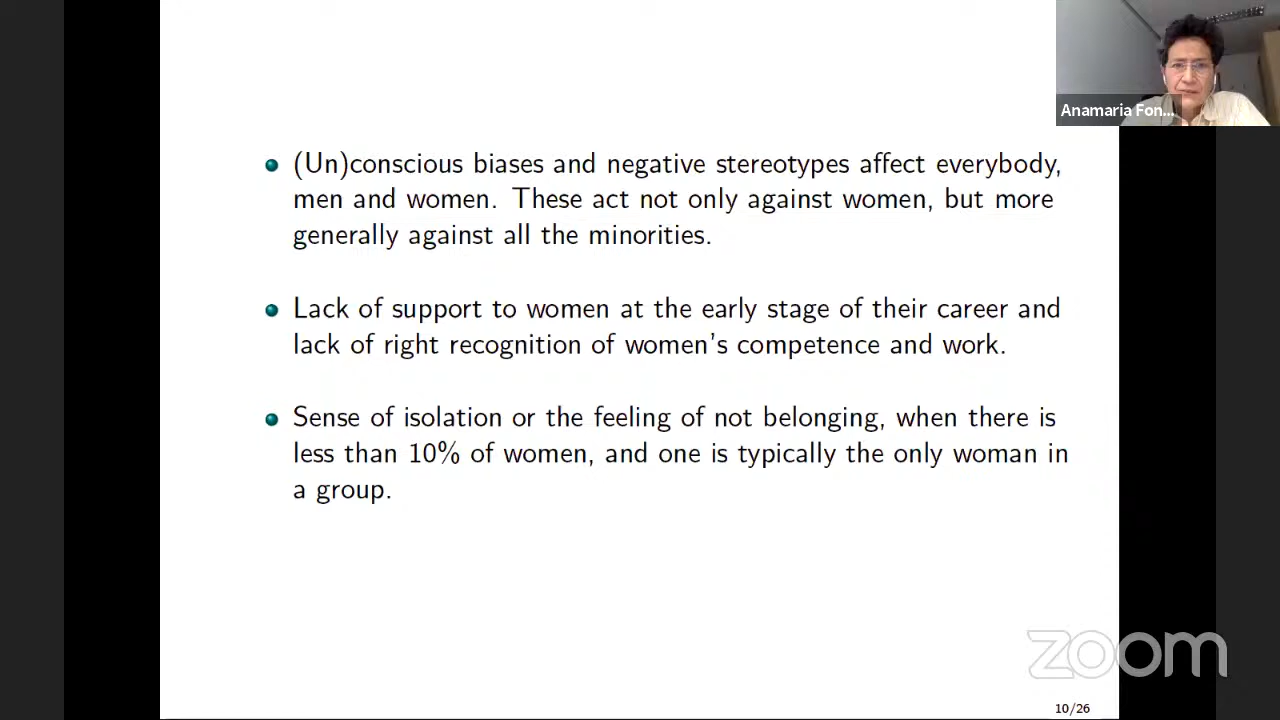 Anamaria Fon...
(Un)conscious biases and negative stereotypes affect everybody,
men and women. These act not only against women, but more
generally against all the minorities.
Lack of support to women at the early stage of their career and
lack of right recognition of women's competence and work.
Sense of isolation or the feeling of not belonging, when there is
less than 10% of women, and one is typically the only woman in
a group.
zoom
10/26